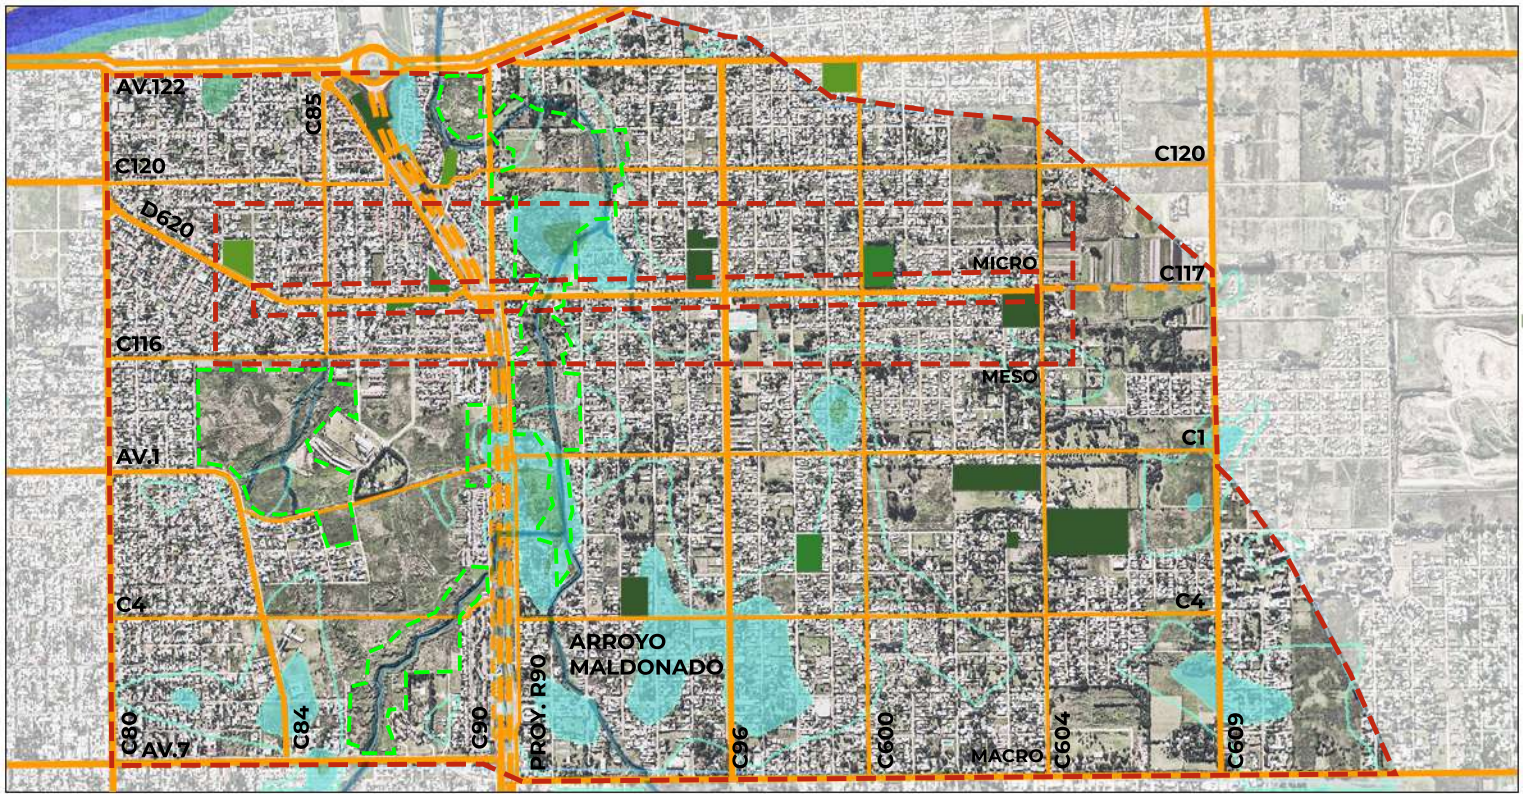 AV.122
C85
C120
C120
D620
MICRO
C117
C116
MESO
C1
AV.1
C4
C4
ARROYO
MALDONADO
C80
AV.7
C84
C90
PROY. R90
C96
C600
MACRO
C604
C609